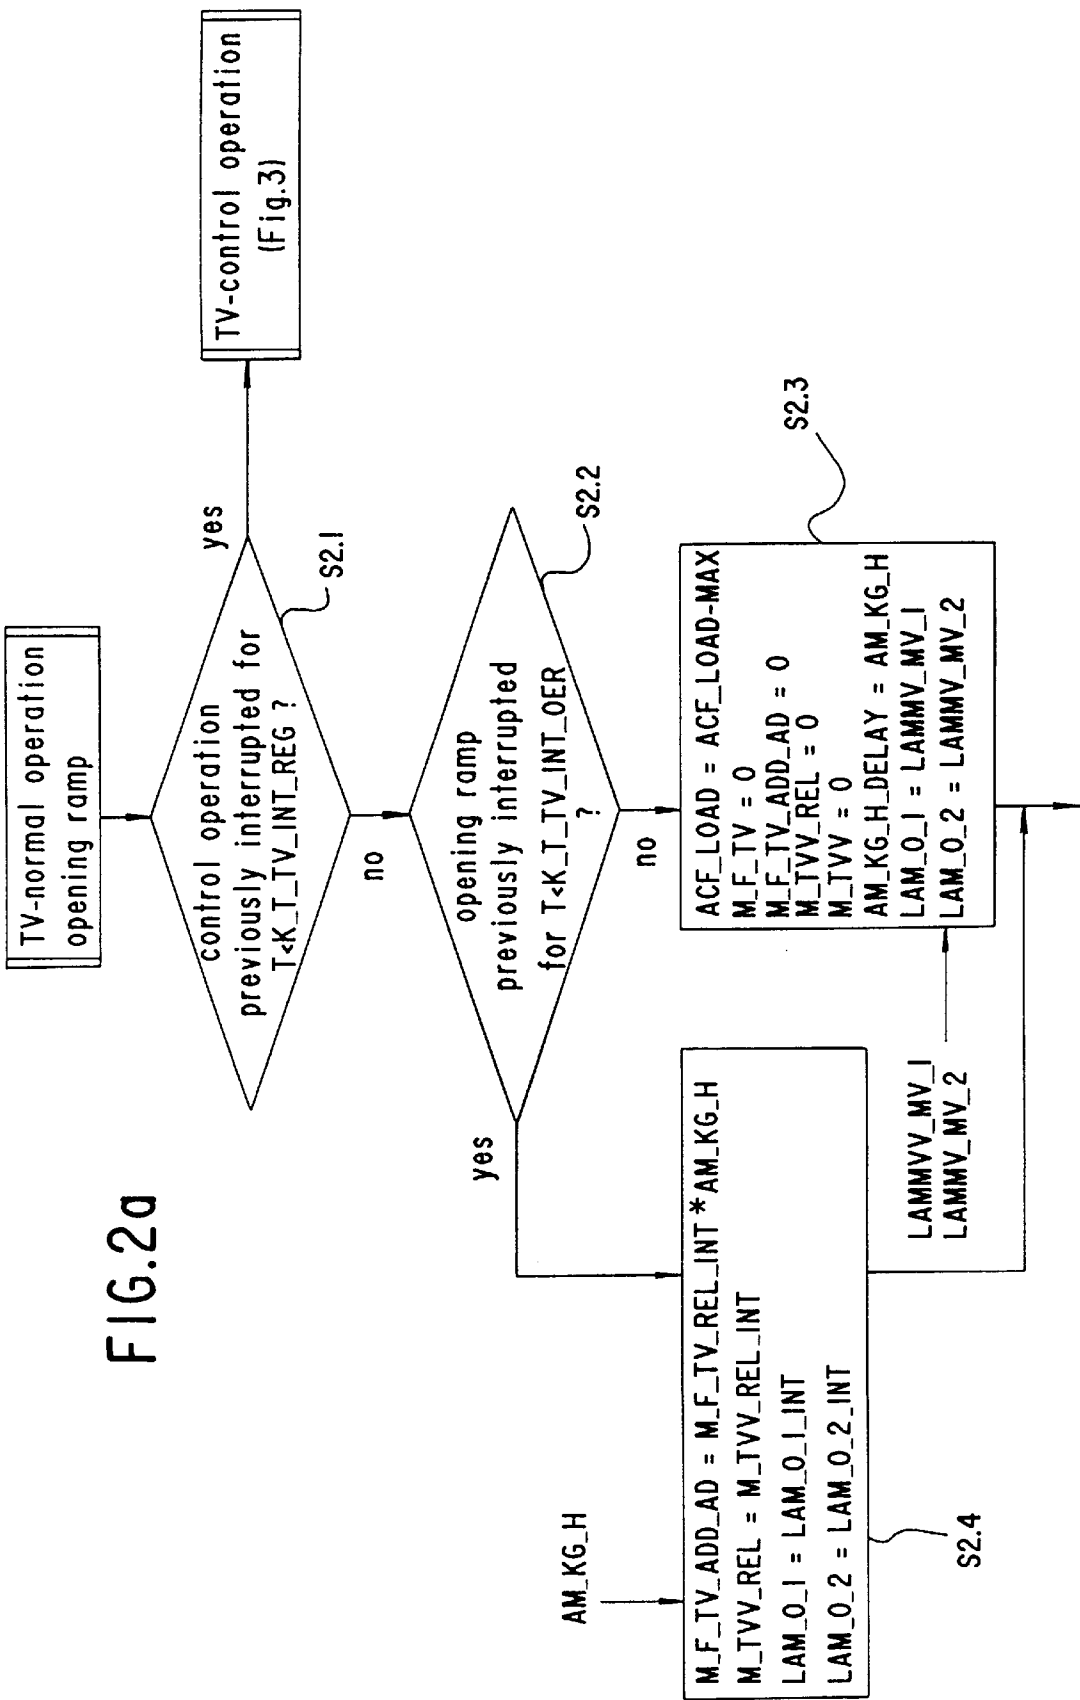 FIG.2a
TV-normal operation
opening ramp
control operation
previously interrupted for
T<K_T_TV_INT_REG ?
S2.1
yes
TV-control operation
(Fig.3)
no
opening ramp
previously interrupted
for T<K_T_TV_INT_OER
?
S2.2
yes
no
AM_KG_H
M_F_TV_ADD_AD = M_F_TV_REL_INT*AM_KG_H
M_TVV_REL = M_TVV_REL_INT
LAM_O_1 = LAM_O_1_INT
LAM_O_2 = LAM_O_2_INT
S2.4
ACF_LOAD = ACF_LOAD-MAX
M_F_TV = 0
M_F_TV_ADD_AD = 0
M_TVV_REL = 0
M_TVV = 0
AM_KG_H_DELAY = AM_KG_H
LAM_O_1 = LAMMVV_MV_1
LAM_O_2 = LAMMV_MV_2
S2.3
LAMMVV_MV_1
LAMMV_MV_2